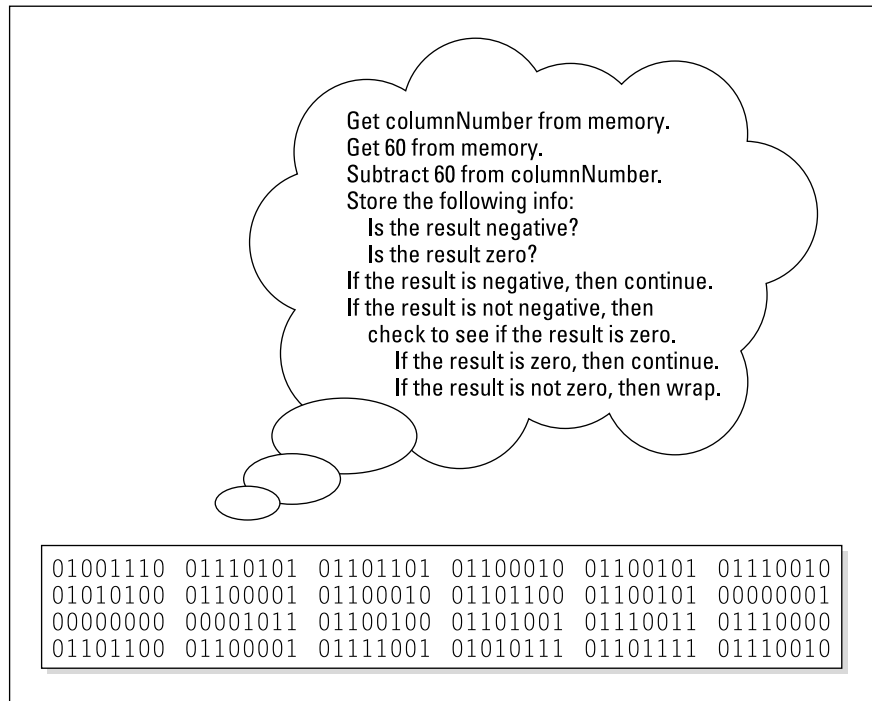 Get columnNumber from memory.
Get 60 from memory.
Subtract 60 from columnNumber.
Store the following info:
Is the result negative?
Is the result zero?
If the result is negative, then continue.
If the result is not negative, then
check to see if the result is zero.
If the result is zero, then continue.
If the result is not zero, then wrap.
01001110 01110101 01101101 01100010 01100101 01110010
01010100 01100001 01100010 01101100 01100101 00000001
00000000 00001011 01100100 01101001 01110011 01110000
01101100 01100001 01111001 01010111 01101111 01110010